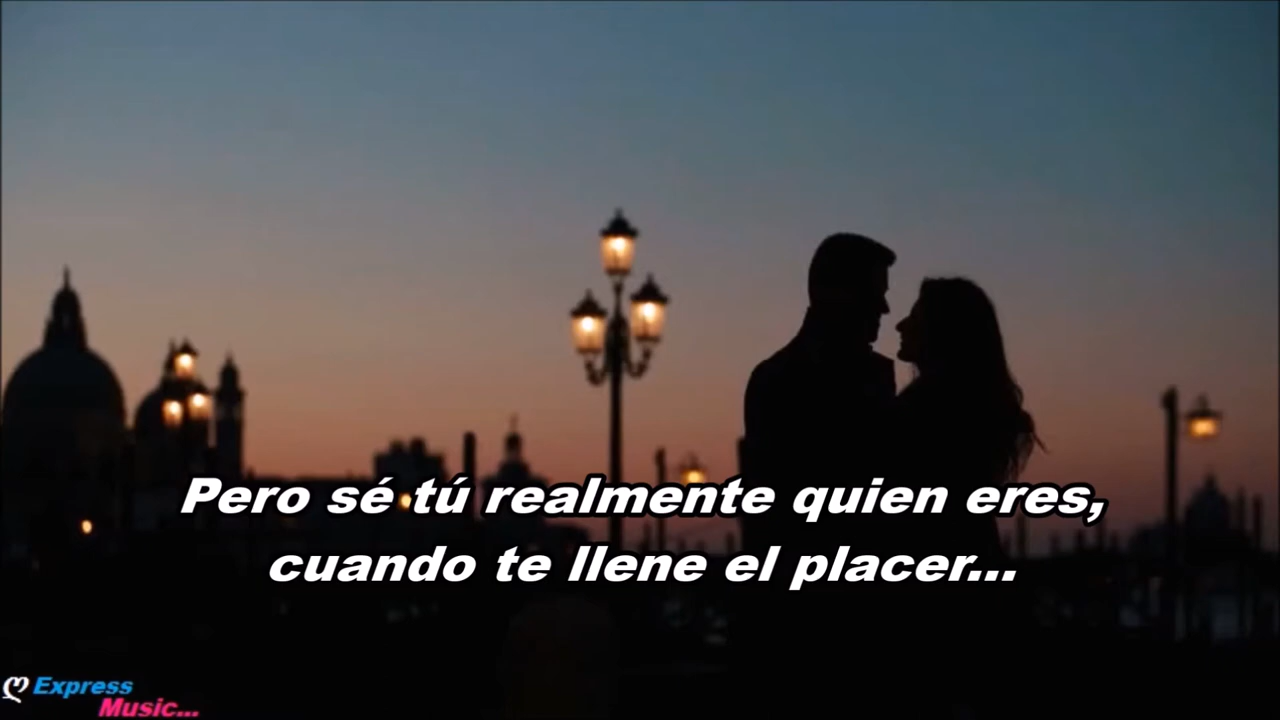 Pero sé tú realmente quien eres,
cuando te llene el placer...
ღ Express
Music...